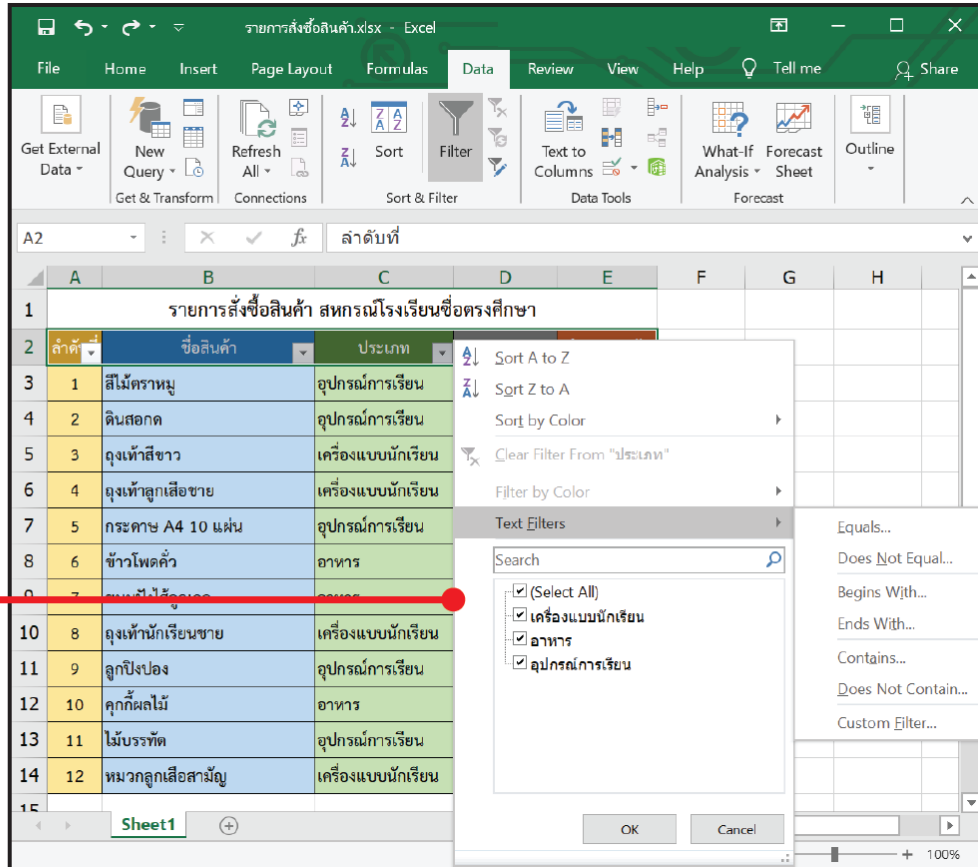 รายการสั่งซื้อสินค้า.xlsx - Excel
File Home Insert Page Layout Formulas Data Review View Help Tell me Share
Get External Data
New Query
Refresh All
Sort
Filter
Text to Columns
What-If Analysis
Forecast Sheet
Outline
Get & Transform Connections Sort & Filter Data Tools Forecast
A2 fx ลำดับที่
A B C D E F G H
1 รายการสั่งซื้อสินค้า สหกรณ์โรงเรียนชื่อตรงศึกษา
2 ชื่อสินค้า ประเภท
3 1 สีไม้ตราหมู อุปกรณ์การเรียน
4 2 ดินสอกด อุปกรณ์การเรียน
5 3 ถุงเท้าสีขาว เครื่องแบบนักเรียน
6 4 ถุงเท้าลูกเสือชาย เครื่องแบบนักเรียน
7 5 กระดาษ A4 10 แผ่น อุปกรณ์การเรียน
8 6 ข้าวโพดคั่ว อาหาร
10 8 ถุงเท้านักเรียนชาย เครื่องแบบนักเรียน
11 9 ลูกปิงปอง อุปกรณ์การเรียน
12 10 คุกกี้ผลไม้ อาหาร
13 11 ไม้บรรทัด อุปกรณ์การเรียน
14 12 หมวกลูกเสือสามัญ เครื่องแบบนักเรียน
15
Sort A to Z
Sort Z to A
Sort by Color
Clear Filter From "ประเภท"
Filter by Color
Text Filters
Search
(Select All)
เครื่องแบบนักเรียน
อาหาร
อุปกรณ์การเรียน
OK Cancel
Equals...
Does Not Equal...
Begins With...
Ends With...
Contains...
Does Not Contain...
Custom Filter...
Sheet1
100%